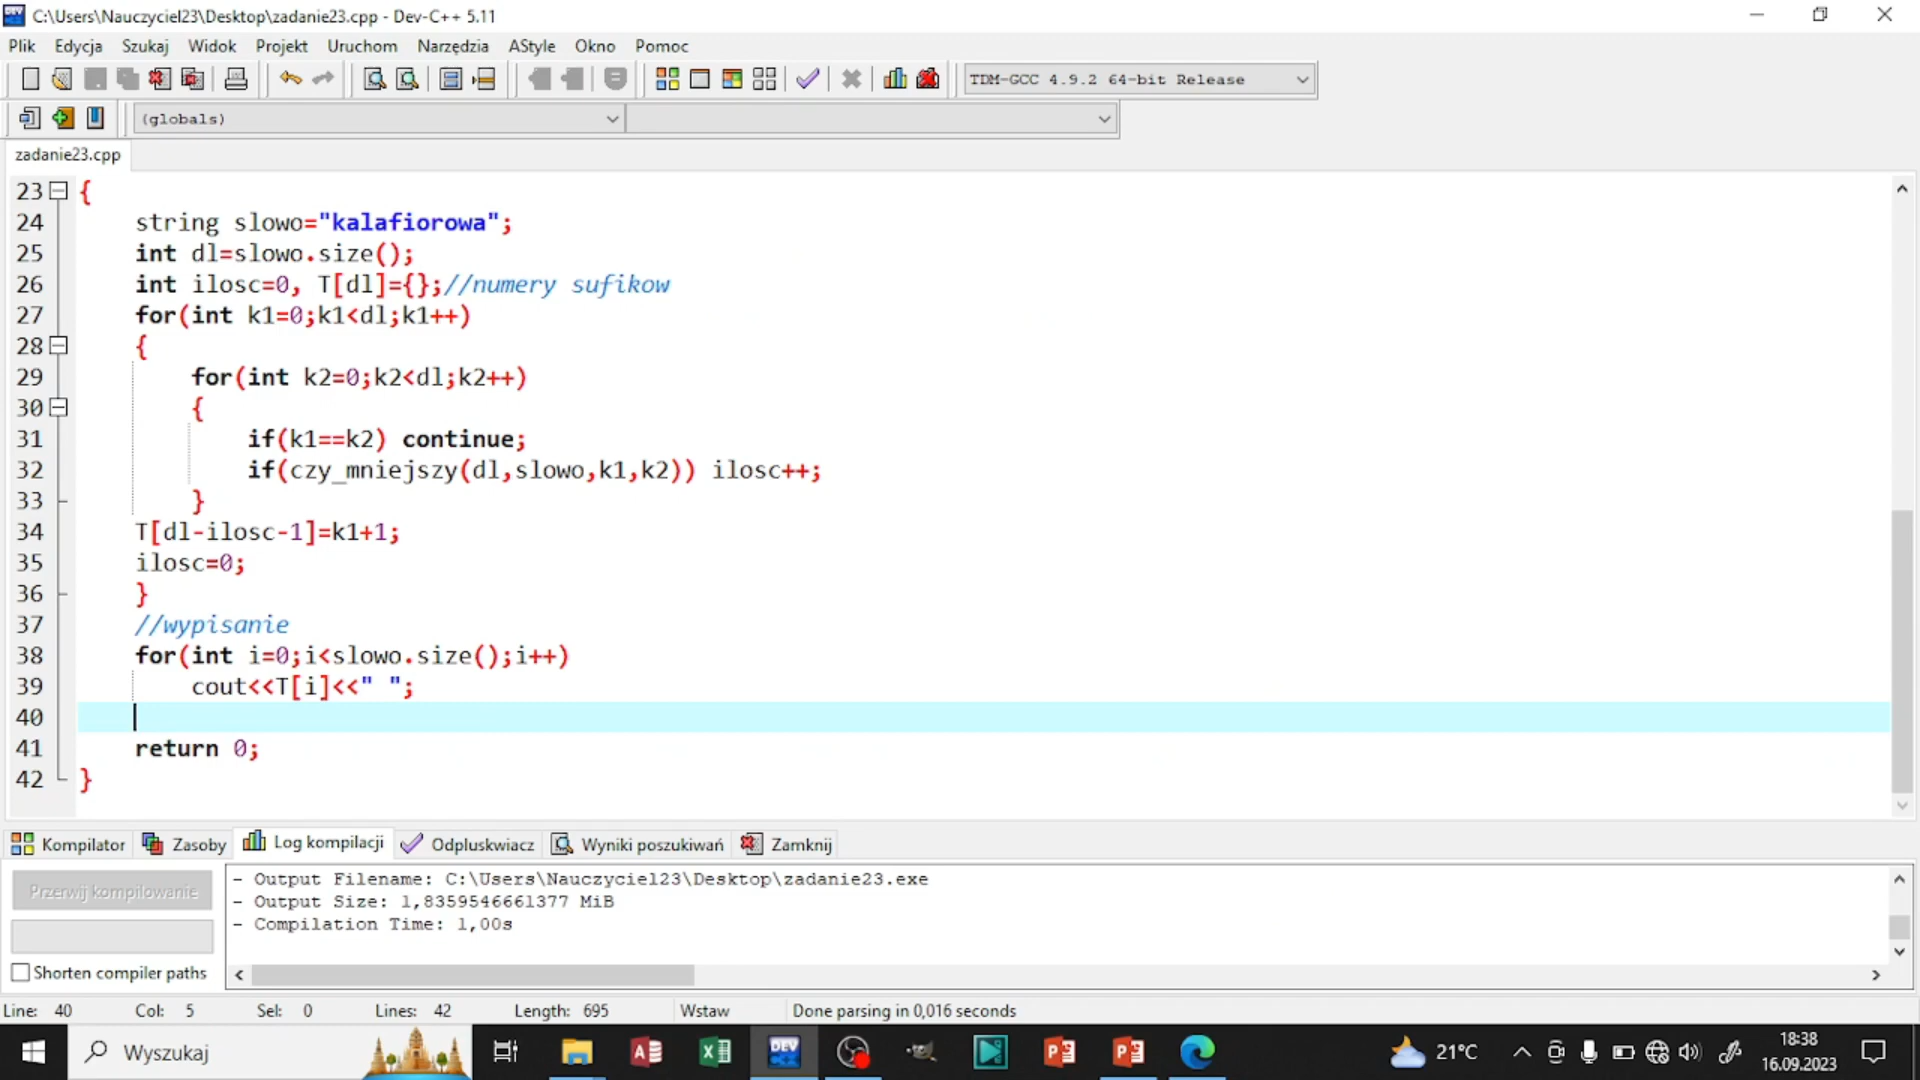 C:\Users\Nauczyciel23\Desktop\zadanie23.cpp - Dev-C++ 5.11
Plik Edycja Szukaj Widok Projekt Uruchom Narzędzia AStyle Okno Pomoc
TDM-GCC 4.9.2 64-bit Release
(globals)
zadanie23.cpp
23 {
24 string slowo="kalafiorowa";
25 int dl=slowo.size();
26 int ilosc=0, T[dl]={};//numery sufikow
27 for(int k1=0;k1<dl;k1++)
28 {
29 for(int k2=0;k2<dl;k2++)
30 {
31 if(k1==k2) continue;
32 if(czy_mniejszy(dl,slowo,k1,k2)) ilosc++;
33 }
34 T[dl-ilosc-1]=k1+1;
35 ilosc=0;
36 }
37 //wypisanie
38 for(int i=0;i<slowo.size();i++)
39 cout<<T[i]<<" ";
40
41 return 0;
42 }
Kompilator Zasoby Log kompilacji Odpluskwiacz Wyniki poszukiwań Zamknij
Przerwij kompilowanie
- Output Filename: C:\Users\Nauczyciel23\Desktop\zadanie23.exe
- Output Size: 1,8359546661377 MiB
- Compilation Time: 1,00s
Shorten compiler paths
Line: 40 Col: 5 Sel: 0 Lines: 42 Length: 695 Wstaw Done parsing in 0,016 seconds
Wyszukaj
DEV
21°C
18:38
16.09.2023